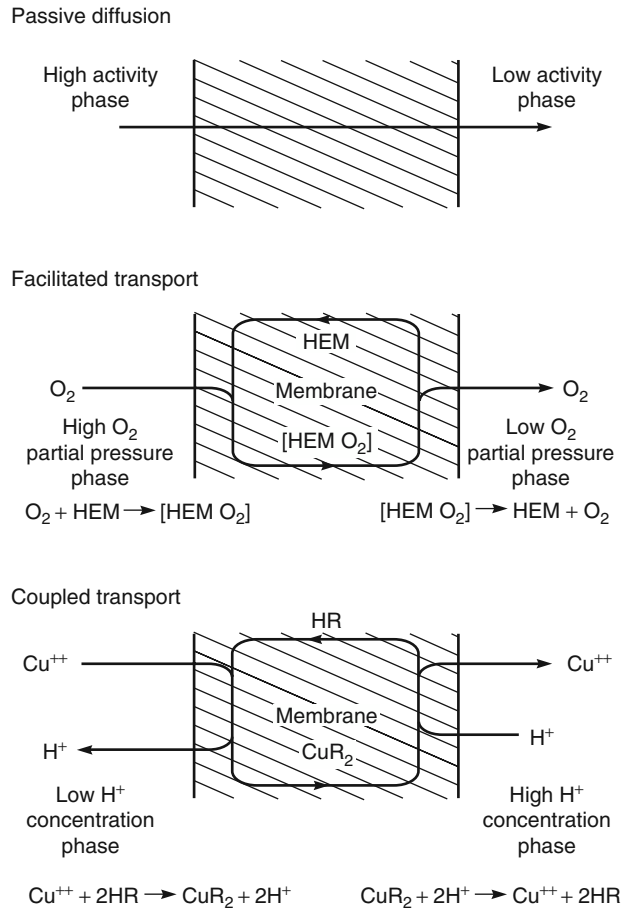 Passive diffusion
High activity
phase
Low activity
phase
Facilitated transport
HEM
O₂
Membrane
O₂
High O₂
partial pressure
phase
[HEM O₂]
Low O₂
partial pressure
phase
O₂ + HEM → [HEM O₂]
[HEM O₂] → HEM + O₂
Coupled transport
HR
Cu⁺⁺
Cu⁺⁺
Membrane
H⁺
CuR₂
H⁺
Low H⁺
concentration
phase
High H⁺
concentration
phase
Cu⁺⁺ + 2HR → CuR₂ + 2H⁺
CuR₂ + 2H⁺ → Cu⁺⁺ + 2HR